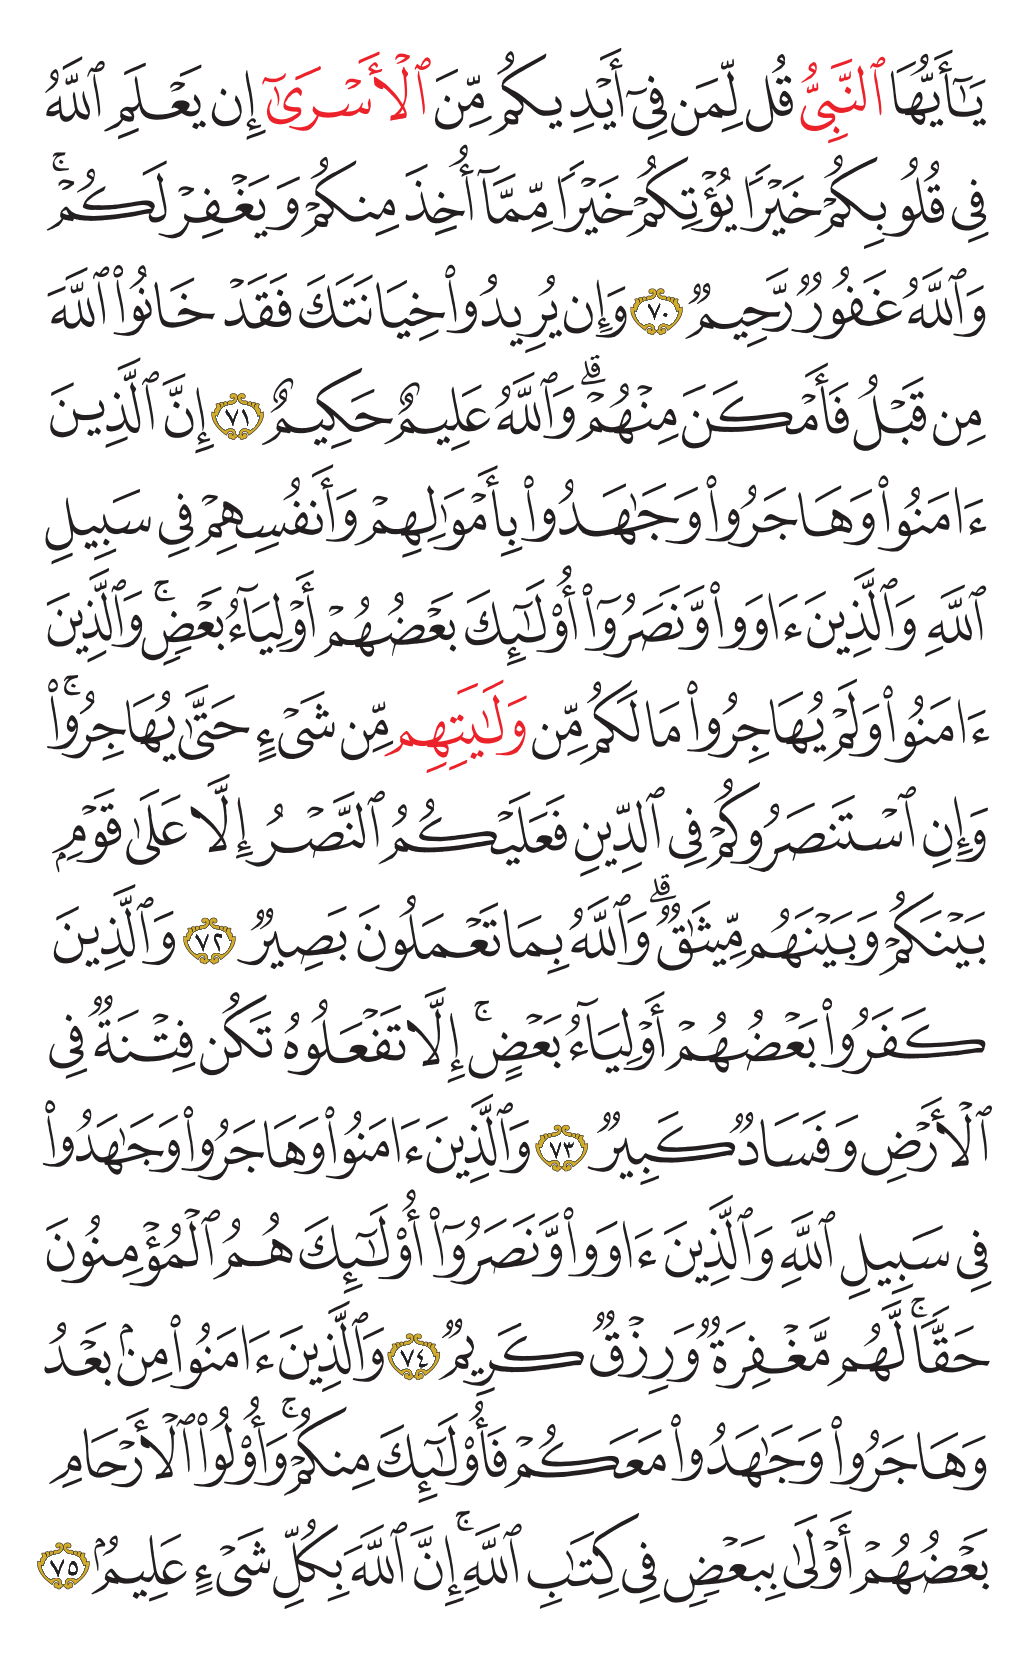 يَـٰٓأَيُّهَا ٱلنَّبِىُّ قُل لِّمَن فِىٓ أَيْدِيكُم مِّنَ ٱلْأَسْرَىٰٓ إِن يَعْلَمِ ٱللَّهُ
فِى قُلُوبِكُمْ خَيْرًا يُؤْتِكُمْ خَيْرًا مِّمَّآ أُخِذَ مِنكُمْ وَيَغْفِرْ لَكُمْ ۚ
وَٱللَّهُ غَفُورٌ رَّحِيمٌ ٧٠ وَإِن يُرِيدُوا۟ خِيَانَتَكَ فَقَدْ خَانُوا۟ ٱللَّهَ
مِن قَبْلُ فَأَمْكَنَ مِنْهُمْ ۗ وَٱللَّهُ عَلِيمٌ حَكِيمٌ ٧١ إِنَّ ٱلَّذِينَ
ءَامَنُوا۟ وَهَاجَرُوا۟ وَجَـٰهَدُوا۟ بِأَمْوَٰلِهِمْ وَأَنفُسِهِمْ فِى سَبِيلِ
ٱللَّهِ وَٱلَّذِينَ ءَاوَوا۟ وَّنَصَرُوٓا۟ أُو۟لَـٰٓئِكَ بَعْضُهُمْ أَوْلِيَآءُ بَعْضٍ ۚ وَٱلَّذِينَ
ءَامَنُوا۟ وَلَمْ يُهَاجِرُوا۟ مَا لَكُم مِّن وَلَـٰيَتِهِم مِّن شَىْءٍ حَتَّىٰ يُهَاجِرُوا۟ ۚ
وَإِنِ ٱسْتَنصَرُوكُمْ فِى ٱلدِّينِ فَعَلَيْكُمُ ٱلنَّصْرُ إِلَّا عَلَىٰ قَوْمٍۭ
بَيْنَكُمْ وَبَيْنَهُم مِّيثَـٰقٌ ۗ وَٱللَّهُ بِمَا تَعْمَلُونَ بَصِيرٌ ٧٢ وَٱلَّذِينَ
كَفَرُوا۟ بَعْضُهُمْ أَوْلِيَآءُ بَعْضٍ ۚ إِلَّا تَفْعَلُوهُ تَكُن فِتْنَةٌ فِى
ٱلْأَرْضِ وَفَسَادٌ كَبِيرٌ ٧٣ وَٱلَّذِينَ ءَامَنُوا۟ وَهَاجَرُوا۟ وَجَـٰهَدُوا۟
فِى سَبِيلِ ٱللَّهِ وَٱلَّذِينَ ءَاوَوا۟ وَّنَصَرُوٓا۟ أُو۟لَـٰٓئِكَ هُمُ ٱلْمُؤْمِنُونَ
حَقًّا ۚ لَّهُم مَّغْفِرَةٌ وَرِزْقٌ كَرِيمٌ ٧٤ وَٱلَّذِينَ ءَامَنُوا۟ مِنۢ بَعْدُ
وَهَاجَرُوا۟ وَجَـٰهَدُوا۟ مَعَكُمْ فَأُو۟لَـٰٓئِكَ مِنكُمْ ۚ وَأُو۟لُوا۟ ٱلْأَرْحَامِ
بَعْضُهُمْ أَوْلَىٰ بِبَعْضٍ فِى كِتَـٰبِ ٱللَّهِ ۚ إِنَّ ٱللَّهَ بِكُلِّ شَىْءٍ عَلِيمٌۢ ٧٥